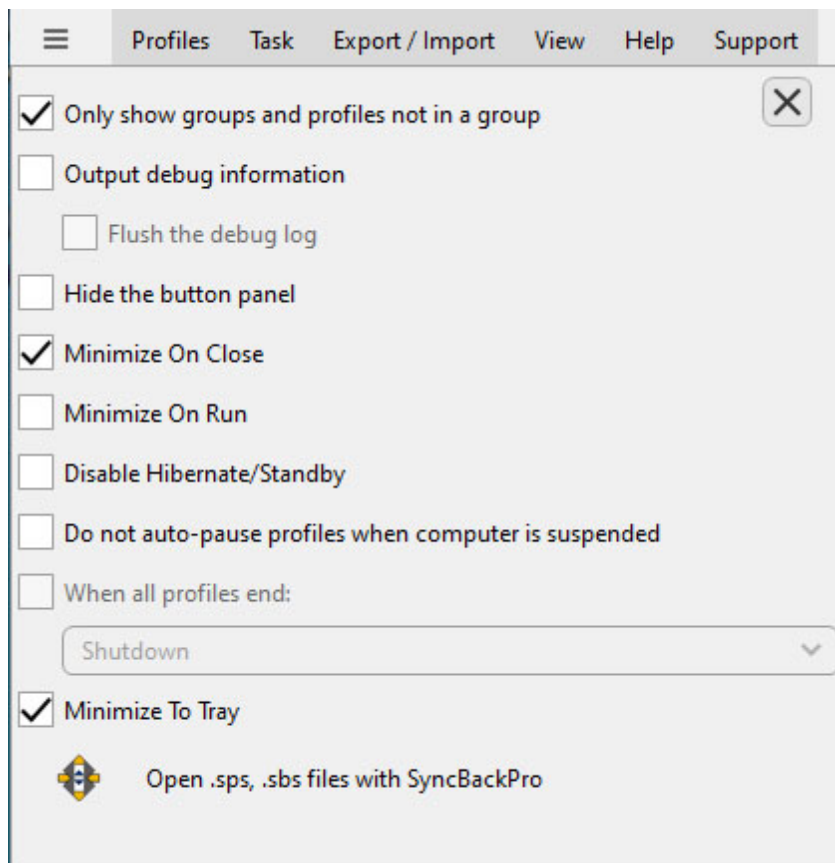 Profiles Task Export / Import View Help Support
Only show groups and profiles not in a group
Output debug information
Flush the debug log
Hide the button panel
Minimize On Close
Minimize On Run
Disable Hibernate/Standby
Do not auto-pause profiles when computer is suspended
When all profiles end:
Shutdown
Minimize To Tray
Open .sps, .sbs files with SyncBackPro